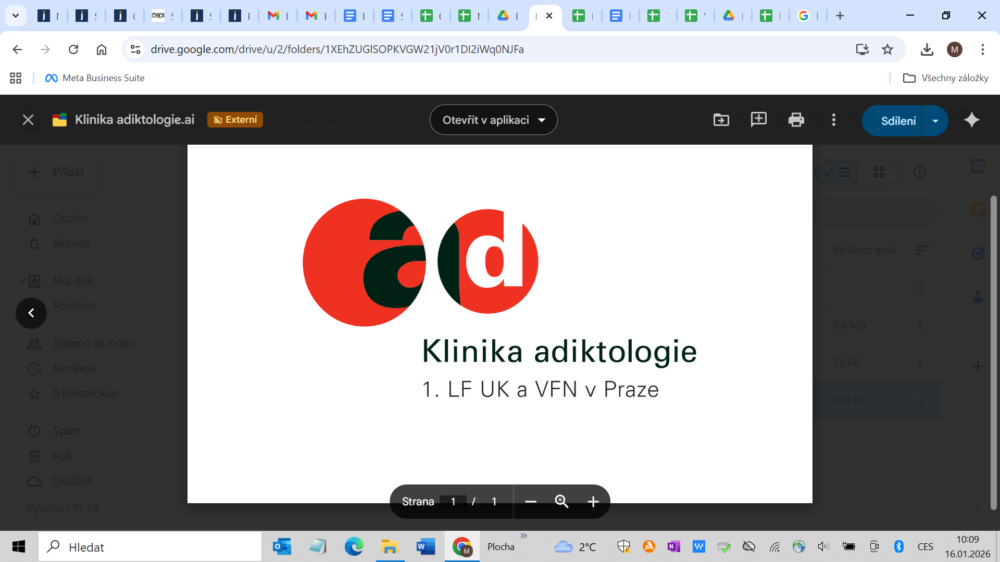 drive.google.com/drive/u/2/folders/1XEhZUGlSOPKVGW21jV0r1DI2iWq0NJFa
M
Meta Business Suite
Všechny záložky
Klinika adiktologie.ai
Externí
Otevřít v aplikaci
Sdílení
Přidat
Osobní
Aktivita
Můj disk
Počítače
Sdíleno se mnou
Nedávné
S hvězdičkou
Spam
Koš
Úložiště
Využito 1,91 TB
ad
Klinika adiktologie
1. LF UK a VFN v Praze
Velikost soub
—
9,6 MB
24 kB
662 kB
31
Strana 1 / 1
Hledat
Plocha
2°C
CES
10:09
16.01.2026